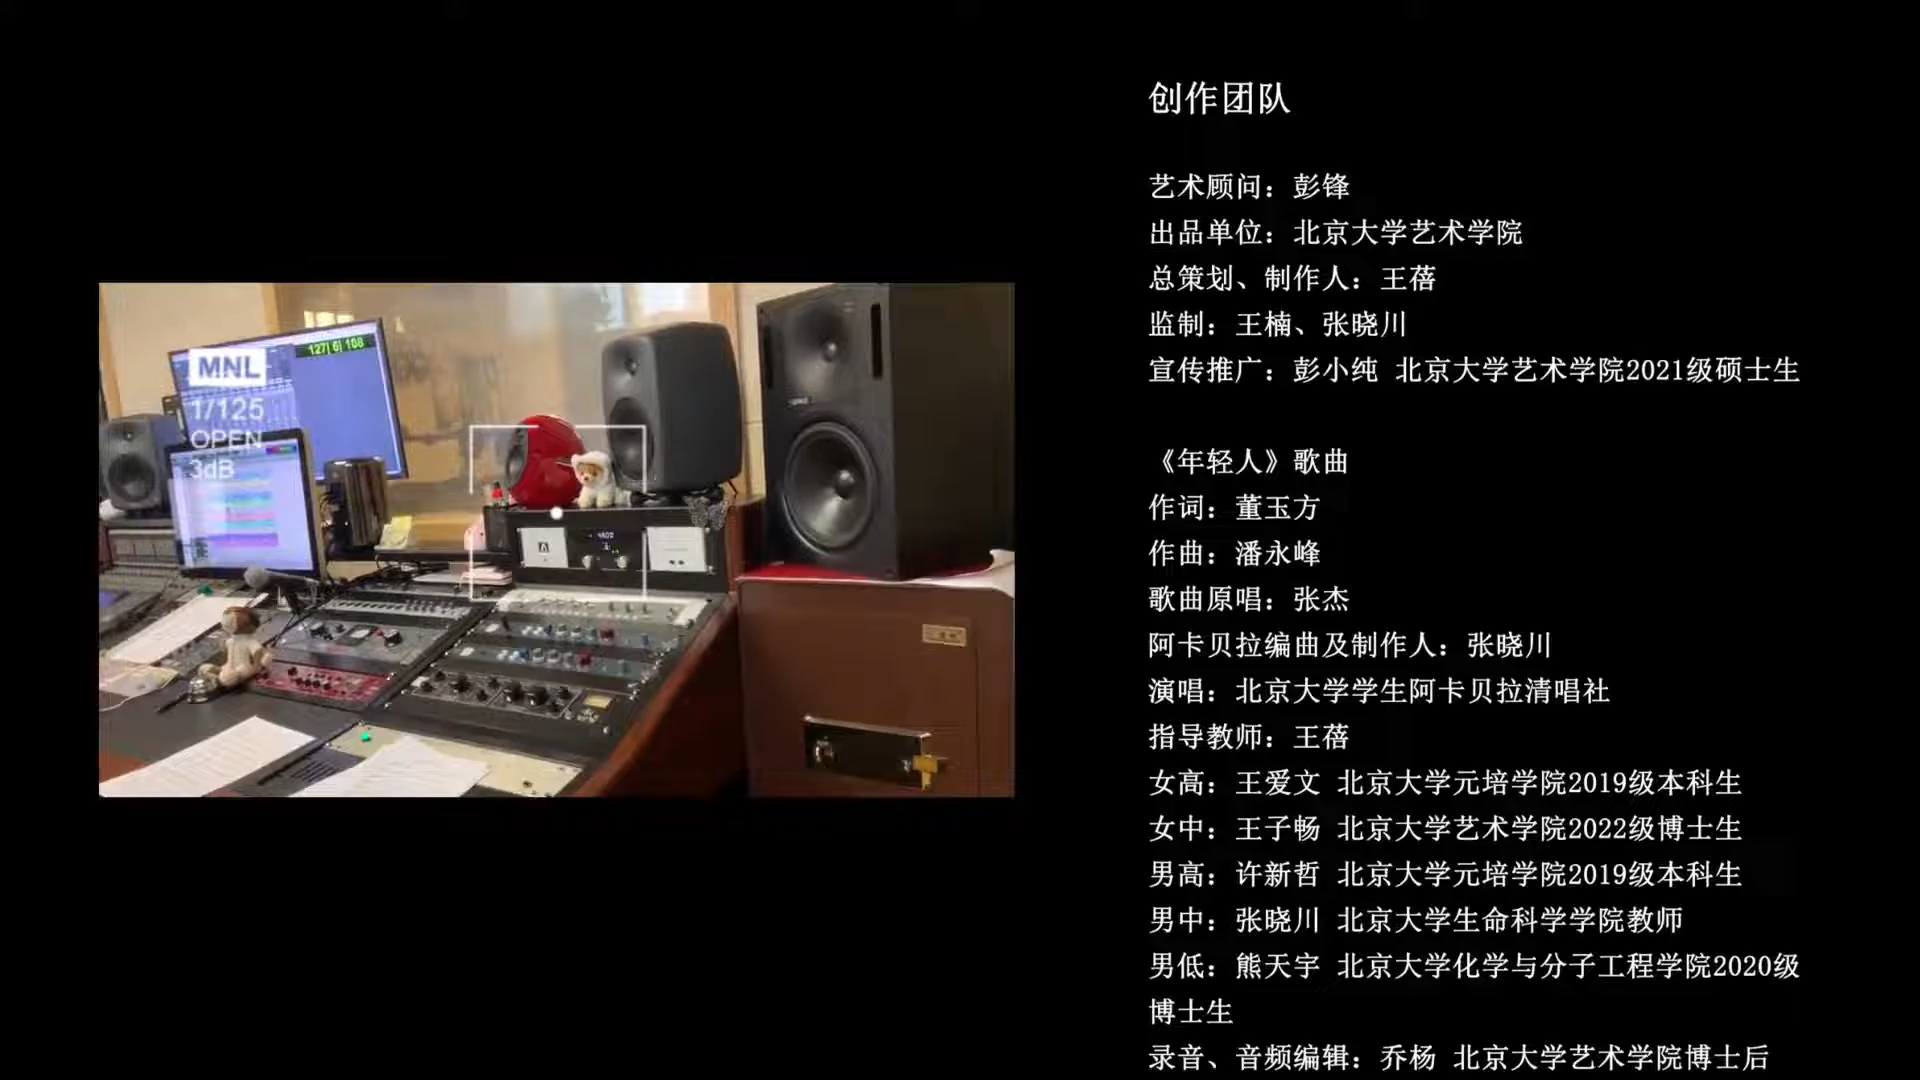 创作团队
艺术顾问：彭锋
出品单位：北京大学艺术学院
总策划、制作人：王蓓
监制：王楠、张晓川
宣传推广：彭小纯 北京大学艺术学院2021级硕士生
《年轻人》歌曲
作词：董玉方
作曲：潘永峰
歌曲原唱：张杰
阿卡贝拉编曲及制作人：张晓川
演唱：北京大学学生阿卡贝拉清唱社
指导教师：王蓓
女高：王爱文 北京大学元培学院2019级本科生
女中：王子畅 北京大学艺术学院2022级博士生
男高：许新哲 北京大学元培学院2019级本科生
男中：张晓川 北京大学生命科学学院教师
男低：熊天宇 北京大学化学与分子工程学院2020级
博士生
录音、音频编辑：乔杨 北京大学艺术学院博士后
MNL
1/125
OPEN
3dB
127| 6| 108